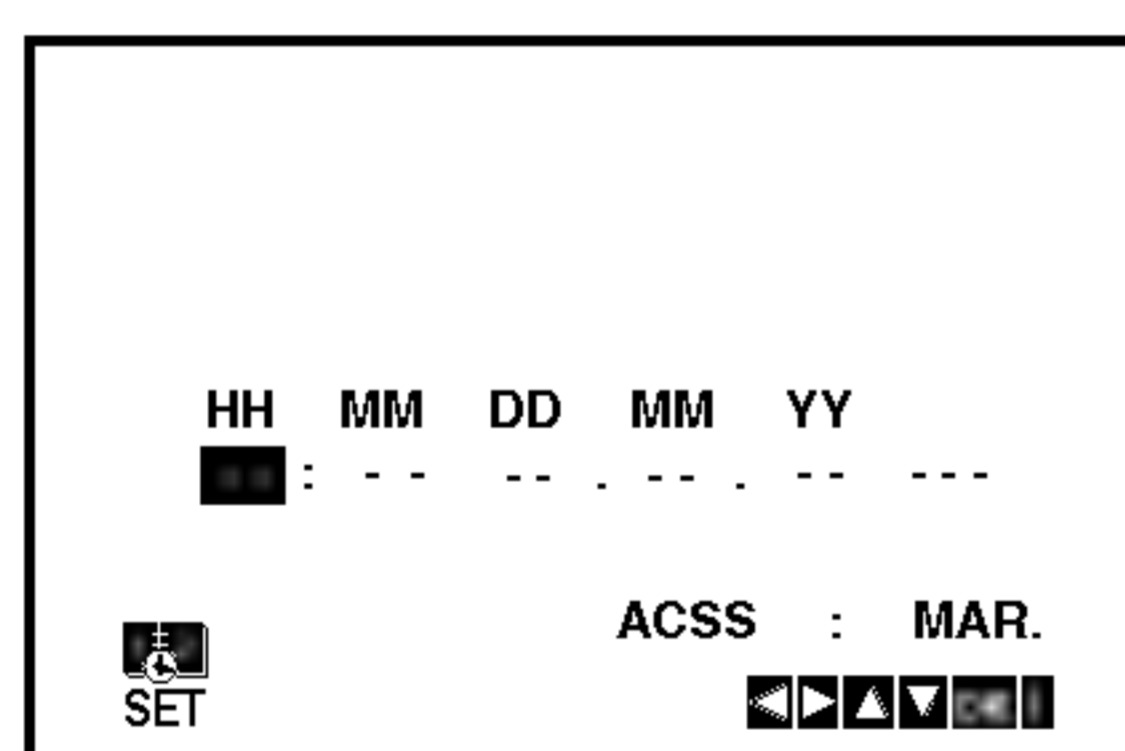 HH MM DD MM YY
-- : -- -- . -- . -- ---
ACSS : MAR.
SET